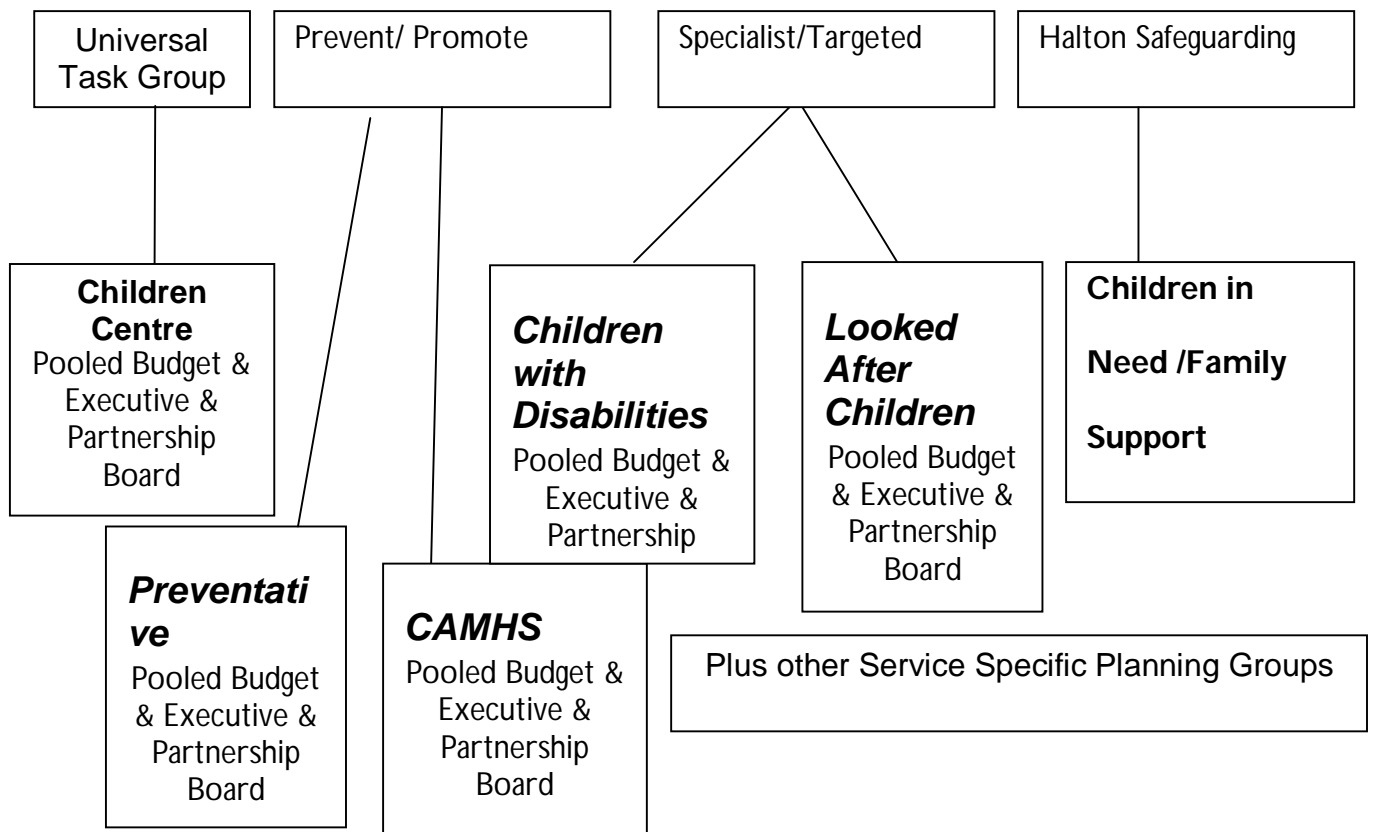 Universal
Task Group
Prevent/ Promote
Specialist/Targeted
Halton Safeguarding
Children
Centre
Pooled Budget &
Executive &
Partnership
Board
Children
with
Disabilities
Pooled Budget &
Executive &
Partnership
Looked
After
Children
Pooled Budget
& Executive &
Partnership
Board
Children in
Need /Family
Support
Preventati
ve
Pooled Budget
& Executive &
Partnership
Board
CAMHS
Pooled Budget &
Executive &
Partnership
Board
Plus other Service Specific Planning Groups